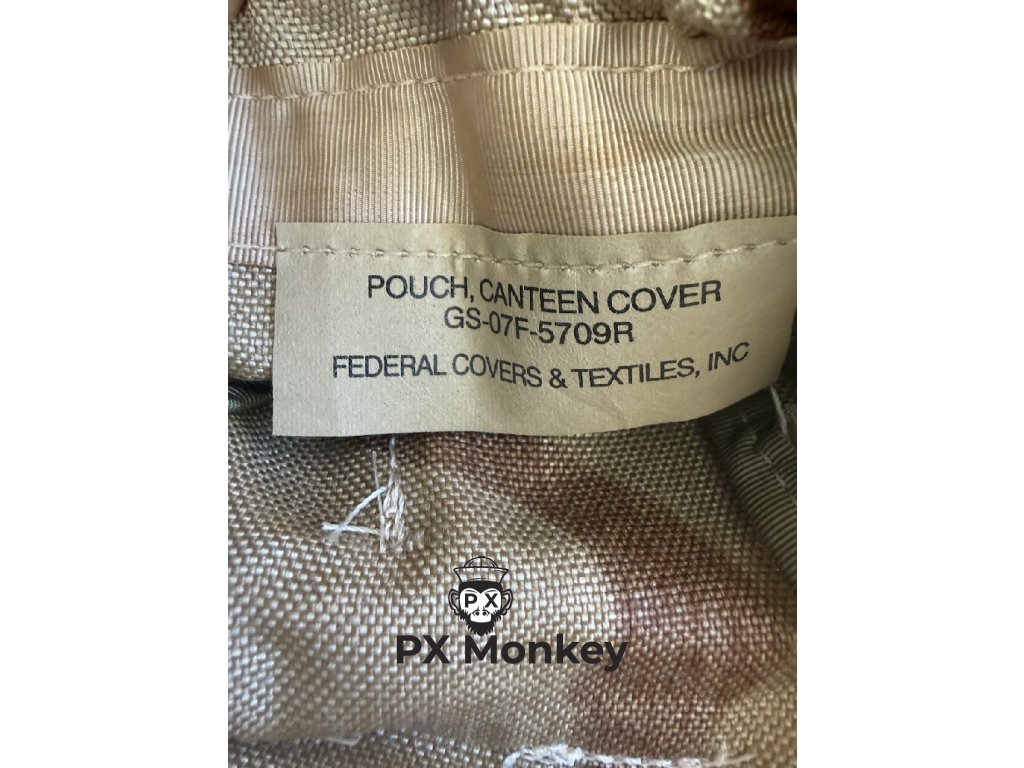 POUCH, CANTEEN COVER
GS-07F-5709R
FEDERAL COVERS & TEXTILES, INC
PX
PX Monkey